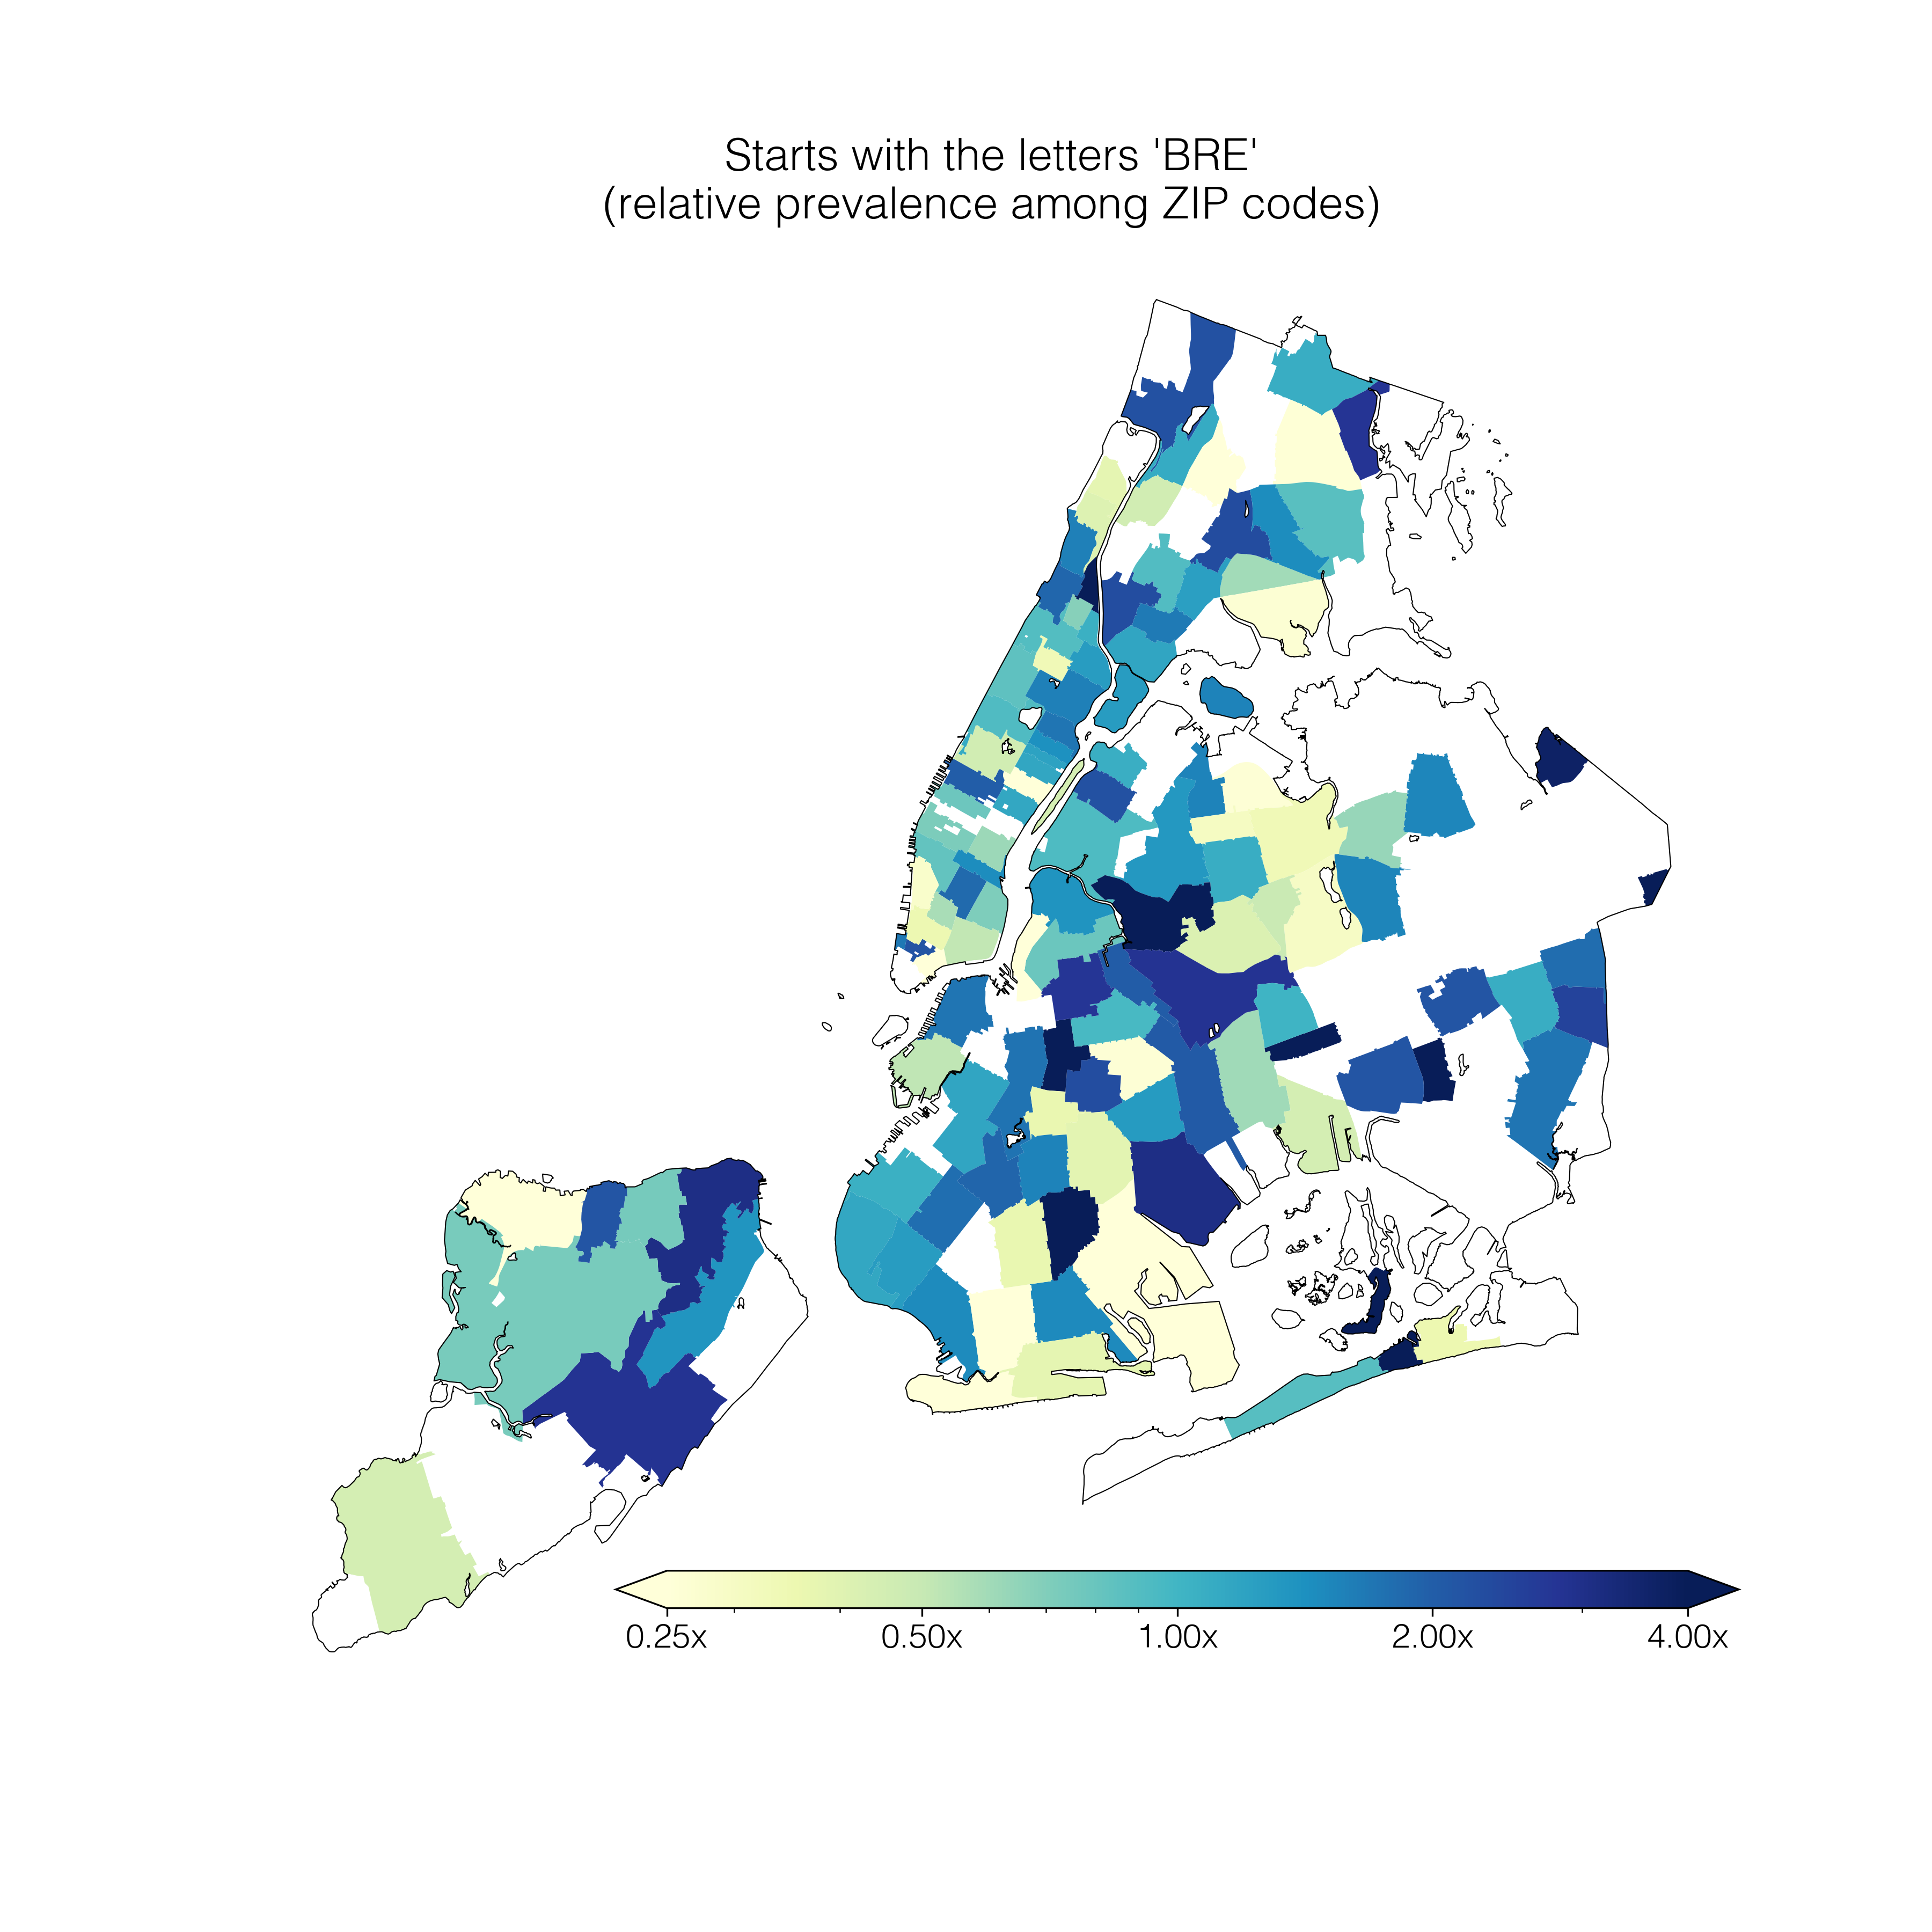 Starts with the letters 'BRE'
(relative prevalence among ZIP codes)
0.25x 0.50x 1.00x 2.00x 4.00x